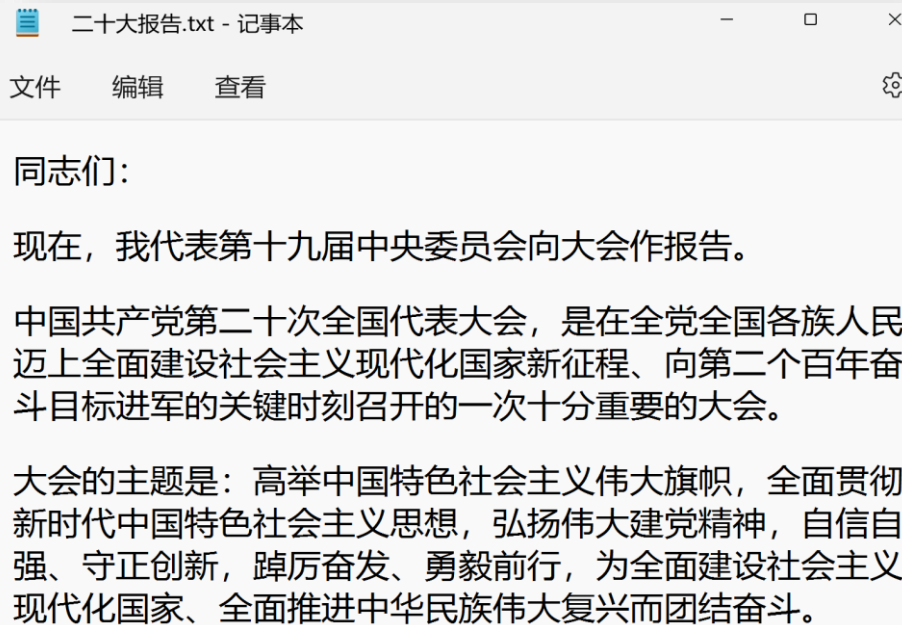 二十大报告.txt - 记事本
文件 编辑 查看
同志们：
现在，我代表第十九届中央委员会向大会作报告。
中国共产党第二十次全国代表大会，是在全党全国各族人民
迈上全面建设社会主义现代化国家新征程、向第二个百年奋
斗目标进军的关键时刻召开的一次十分重要的大会。
大会的主题是：高举中国特色社会主义伟大旗帜，全面贯彻
新时代中国特色社会主义思想，弘扬伟大建党精神，自信自
强、守正创新，踔厉奋发、勇毅前行，为全面建设社会主义
现代化国家、全面推进中华民族伟大复兴而团结奋斗。